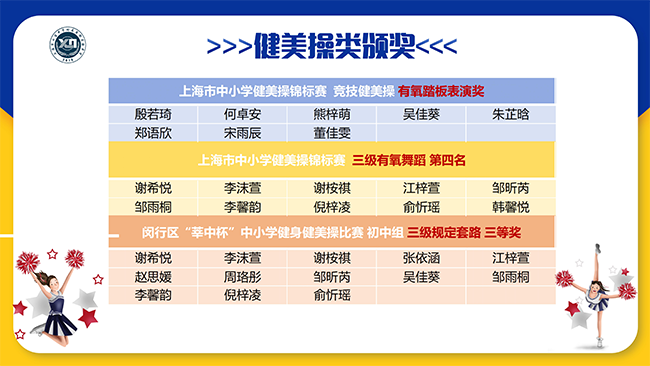 >>>健美操类颁奖<<<
上海市中小学健美操锦标赛 竞技健美操 有氧踏板表演奖
殷若琦 何卓安 熊梓萌 吴佳葵 朱芷晗
郑语欣 宋雨辰 董佳雯
上海市中小学健美操锦标赛 三级有氧舞蹈 第四名
谢希悦 李沫萱 谢桉祺 江梓萱 邹昕芮
邹雨桐 李馨韵 倪梓凌 俞忻瑶 韩馨悦
闵行区“莘中杯”中小学健身健美操比赛 初中组 三级规定套路 三等奖
谢希悦 李沫萱 谢桉祺 张依涵 江梓萱
赵思媛 周珞彤 邹昕芮 吴佳葵 邹雨桐
李馨韵 倪梓凌 俞忻瑶